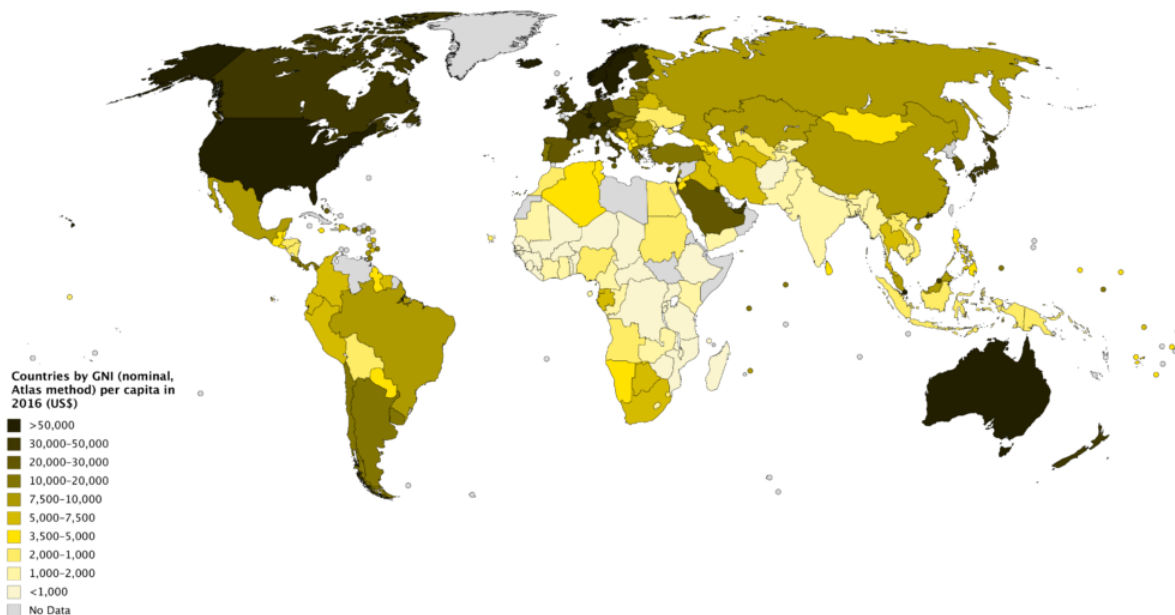 Countries by GNI (nominal,
Atlas method) per capita in
2016 (US$)
>50,000
30,000–50,000
20,000–30,000
10,000–20,000
7,500–10,000
5,000–7,500
3,500–5,000
2,000–1,000
1,000–2,000
<1,000
No Data